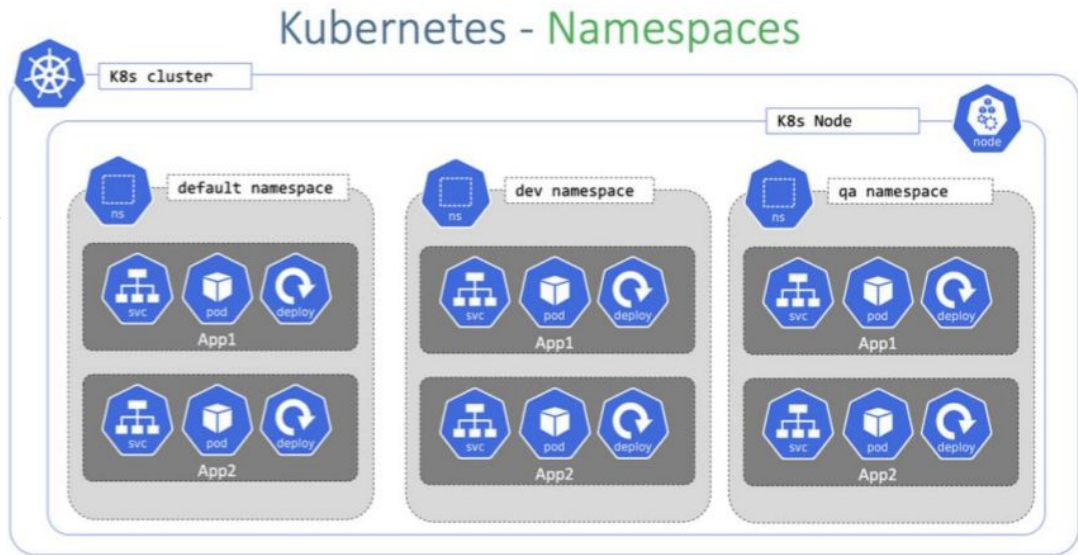 Kubernetes - Namespaces
K8s cluster
K8s Node
node
default namespace
ns
svc
pod
deploy
App1
svc
pod
deploy
App2
dev namespace
ns
svc
pod
deploy
App1
svc
pod
deploy
App2
qa namespace
ns
svc
pod
deploy
App1
svc
pod
deploy
App2